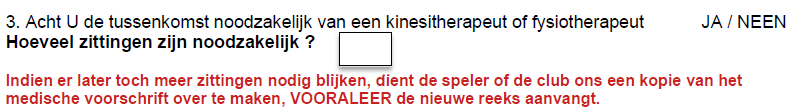 3. Acht U de tussenkomst noodzakelijk van een kinesitherapeut of fysiotherapeut JA / NEEN
Hoeveel zittingen zijn noodzakelijk ?
Indien er later toch meer zittingen nodig blijken, dient de speler of de club ons een kopie van het
medische voorschrift over te maken, VOORALEER de nieuwe reeks aanvangt.